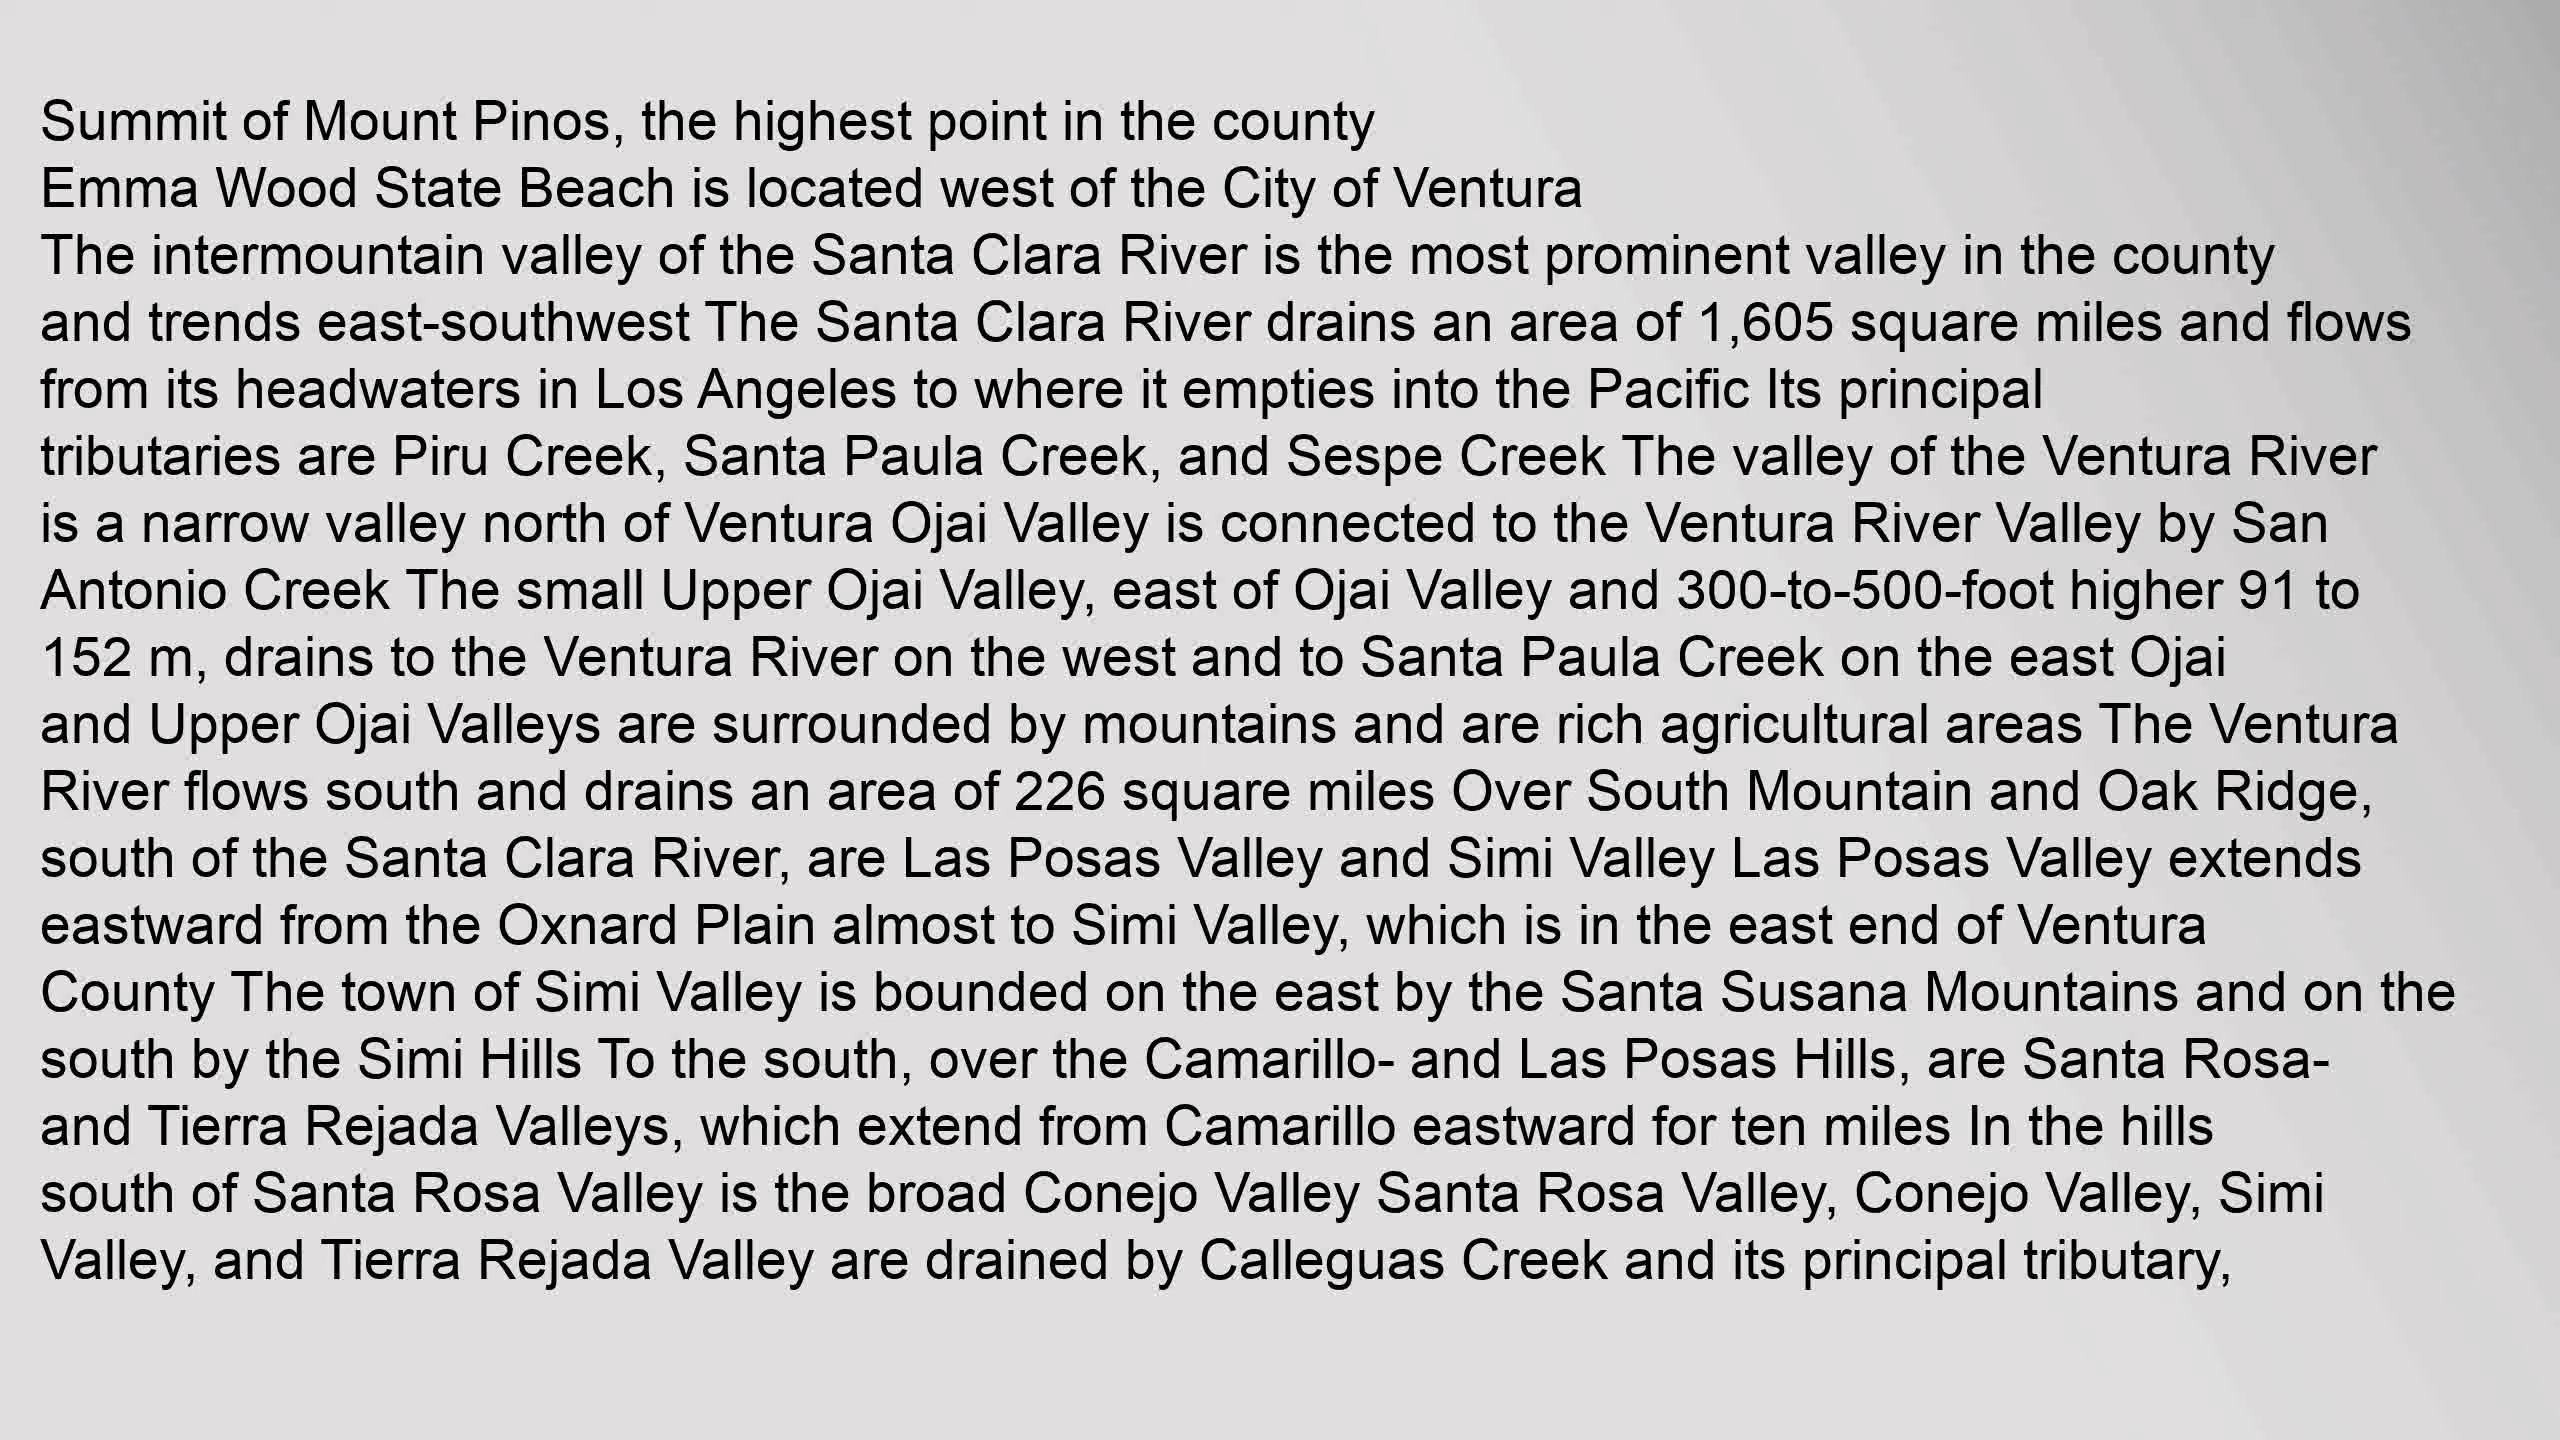 Summit of Mount Pinos, the highest point in the county
Emma Wood State Beach is located west of the City of Ventura
The intermountain valley of the Santa Clara River is the most prominent valley in the county
and trends east-southwest The Santa Clara River drains an area of 1,605 square miles and flows
from its headwaters in Los Angeles to where it empties into the Pacific Its principal
tributaries are Piru Creek, Santa Paula Creek, and Sespe Creek The valley of the Ventura River
is a narrow valley north of Ventura Ojai Valley is connected to the Ventura River Valley by San
Antonio Creek The small Upper Ojai Valley, east of Ojai Valley and 300-to-500-foot higher 91 to
152 m, drains to the Ventura River on the west and to Santa Paula Creek on the east Ojai
and Upper Ojai Valleys are surrounded by mountains and are rich agricultural areas The Ventura
River flows south and drains an area of 226 square miles Over South Mountain and Oak Ridge,
south of the Santa Clara River, are Las Posas Valley and Simi Valley Las Posas Valley extends
eastward from the Oxnard Plain almost to Simi Valley, which is in the east end of Ventura
County The town of Simi Valley is bounded on the east by the Santa Susana Mountains and on the
south by the Simi Hills To the south, over the Camarillo- and Las Posas Hills, are Santa Rosa-
and Tierra Rejada Valleys, which extend from Camarillo eastward for ten miles In the hills
south of Santa Rosa Valley is the broad Conejo Valley Santa Rosa Valley, Conejo Valley, Simi
Valley, and Tierra Rejada Valley are drained by Calleguas Creek and its principal tributary,